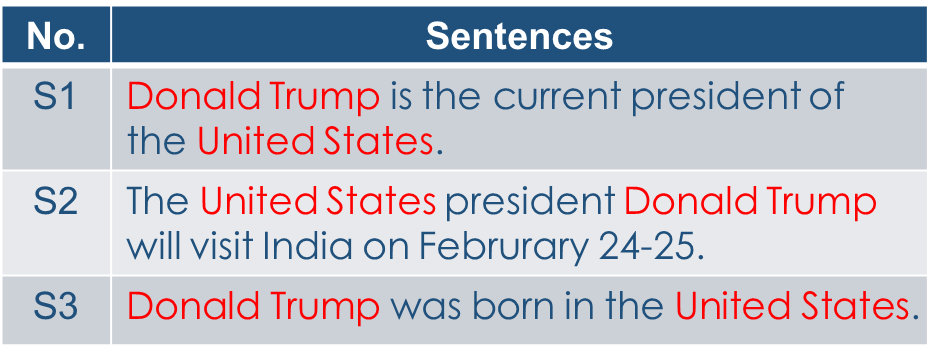 No. Sentences
S1 Donald Trump is the current president of
the United States.
S2 The United States president Donald Trump
will visit India on Februrary 24-25.
S3 Donald Trump was born in the United States.